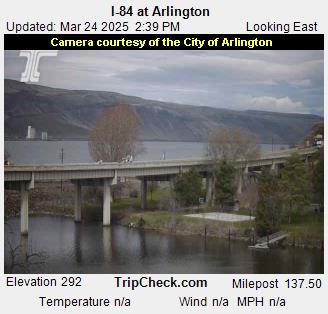 I-84 at Arlington
Updated: Mar 24 2025 2:39 PM Looking East
Camera courtesy of the City of Arlington
Elevation 292 TripCheck.com Milepost 137.50
Temperature n/a Wind n/a MPH n/a